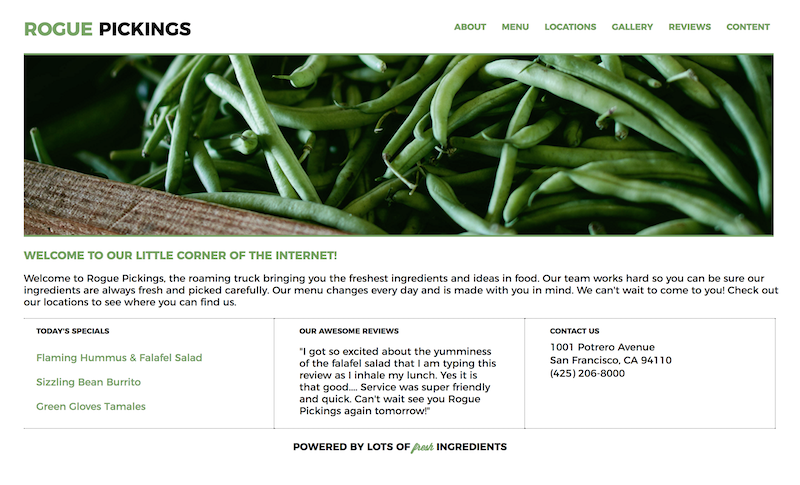 ROGUE PICKINGS
ABOUT MENU LOCATIONS GALLERY REVIEWS CONTENT
WELCOME TO OUR LITTLE CORNER OF THE INTERNET!
Welcome to Rogue Pickings, the roaming truck bringing you the freshest ingredients and ideas in food. Our team works hard so you can be sure our
ingredients are always fresh and picked carefully. Our menu changes every day and is made with you in mind. We can't wait to come to you! Check out
our locations to see where you can find us.
TODAY'S SPECIALS
Flaming Hummus & Falafel Salad
Sizzling Bean Burrito
Green Gloves Tamales
OUR AWESOME REVIEWS
"I got so excited about the yumminess
of the falafel salad that I am typing this
review as I inhale my lunch. Yes it is
that good.... Service was super friendly
and quick. Can't wait see you Rogue
Pickings again tomorrow!"
CONTACT US
1001 Potrero Avenue
San Francisco, CA 94110
(425) 206-8000
POWERED BY LOTS OF fresh INGREDIENTS